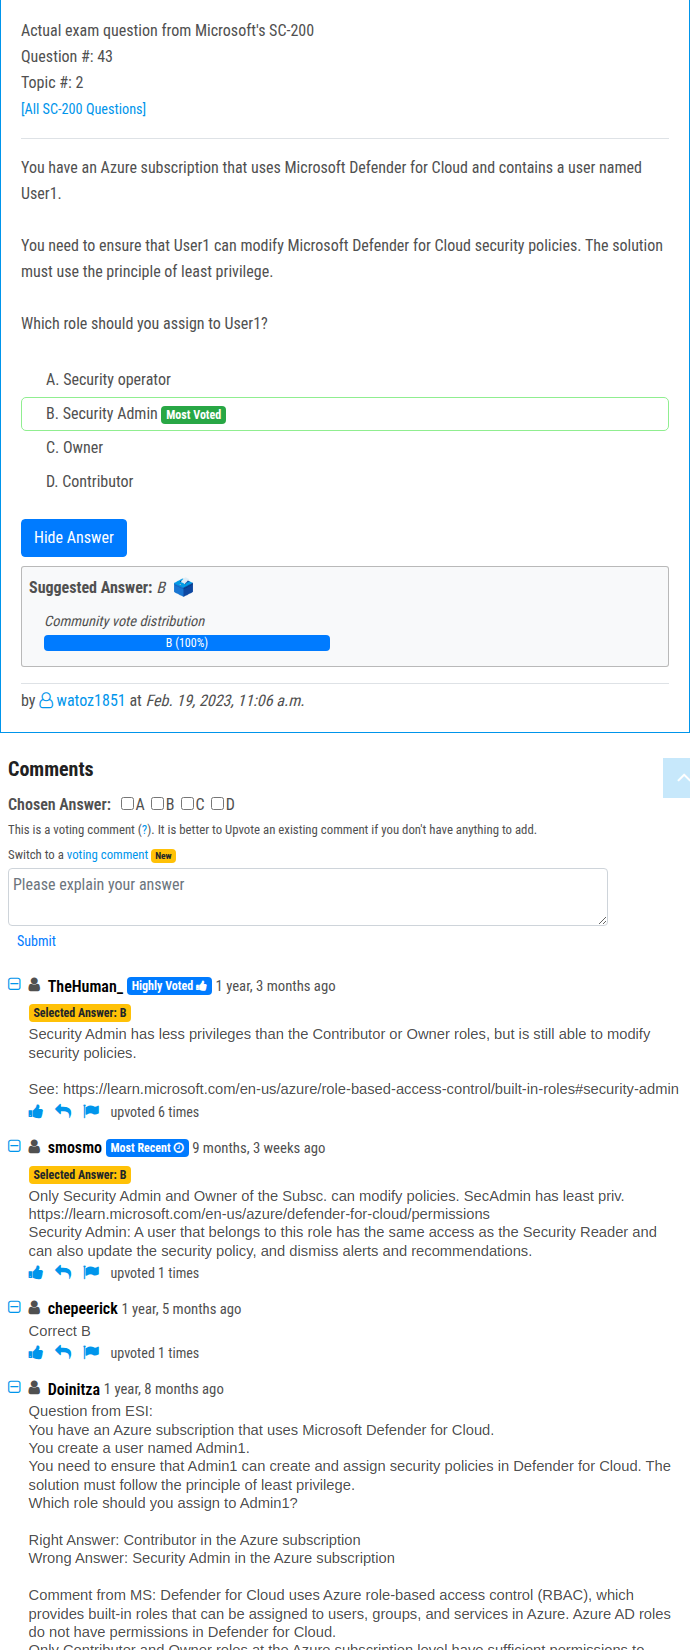 Actual exam question from Microsoft's SC-200
Question #: 43
Topic #: 2
[All SC-200 Questions]
You have an Azure subscription that uses Microsoft Defender for Cloud and contains a user named
User1.
You need to ensure that User1 can modify Microsoft Defender for Cloud security policies. The solution
must use the principle of least privilege.
Which role should you assign to User1?
A. Security operator
B. Security Admin Most Voted
C. Owner
D. Contributor
Hide Answer
Suggested Answer: B
Community vote distribution
B (100%)
by watoz1851 at Feb. 19, 2023, 11:06 a.m.
Comments
Chosen Answer: A B C D
This is a voting comment (?). It is better to Upvote an existing comment if you don't have anything to add.
Switch to a voting comment New
Please explain your answer
Submit
TheHuman_ Highly Voted 1 year, 3 months ago
Selected Answer: B
Security Admin has less privileges than the Contributor or Owner roles, but is still able to modify
security policies.
See: https://learn.microsoft.com/en-us/azure/role-based-access-control/built-in-roles#security-admin
upvoted 6 times
smosmo Most Recent 9 months, 3 weeks ago
Selected Answer: B
Only Security Admin and Owner of the Subsc. can modify policies. SecAdmin has least priv.
https://learn.microsoft.com/en-us/azure/defender-for-cloud/permissions
Security Admin: A user that belongs to this role has the same access as the Security Reader and
can also update the security policy, and dismiss alerts and recommendations.
upvoted 1 times
chepeerick 1 year, 5 months ago
Correct B
upvoted 1 times
Doinitza 1 year, 8 months ago
Question from ESI:
You have an Azure subscription that uses Microsoft Defender for Cloud.
You create a user named Admin1.
You need to ensure that Admin1 can create and assign security policies in Defender for Cloud. The
solution must follow the principle of least privilege.
Which role should you assign to Admin1?
Right Answer: Contributor in the Azure subscription
Wrong Answer: Security Admin in the Azure subscription
Comment from MS: Defender for Cloud uses Azure role-based access control (RBAC), which
provides built-in roles that can be assigned to users, groups, and services in Azure. Azure AD roles
do not have permissions in Defender for Cloud.
Only Contributor and Owner roles at the Azure subscription level have sufficient permissions to